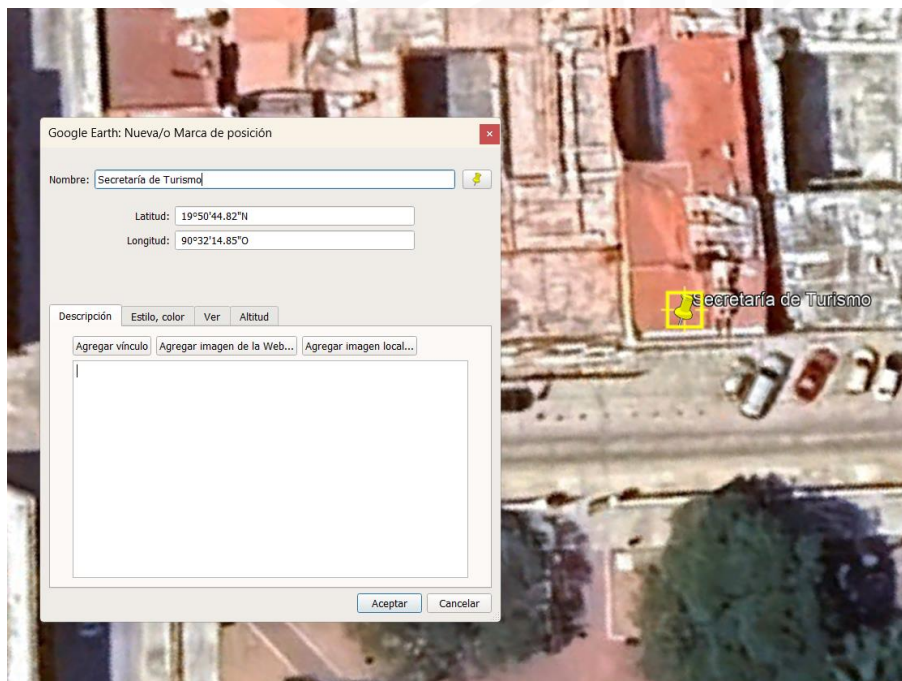 Google Earth: Nueva/o Marca de posición
Nombre: Secretaría de Turismo
Latitud: 19°50'44.82"N
Longitud: 90°32'14.85"O
Descripción Estilo, color Ver Altitud
Agregar vínculo Agregar imagen de la Web... Agregar imagen local...
Aceptar Cancelar
Secretaría de Turismo